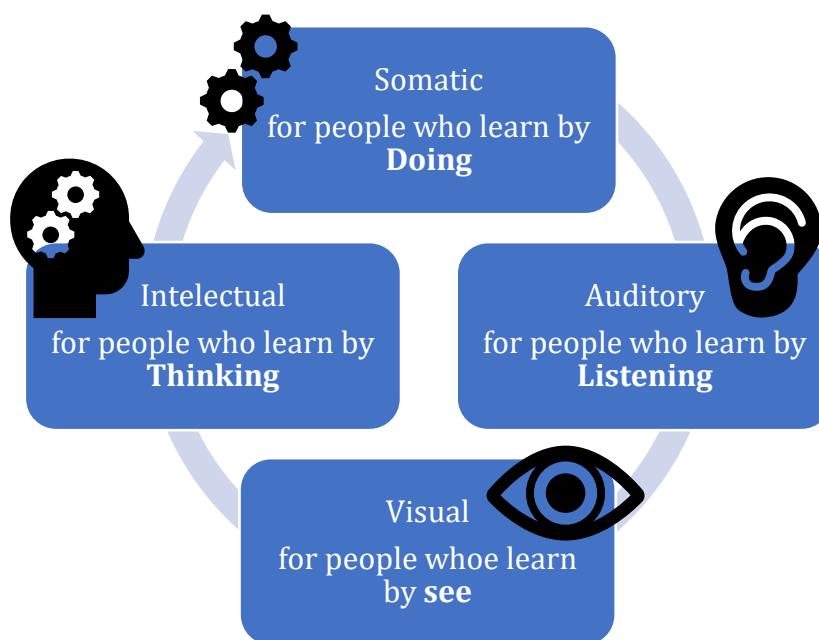 Somatic
for people who learn by
Doing
Auditory
for people who learn by
Listening
Visual
for people whoe learn
by see
Intelectual
for people who learn by
Thinking